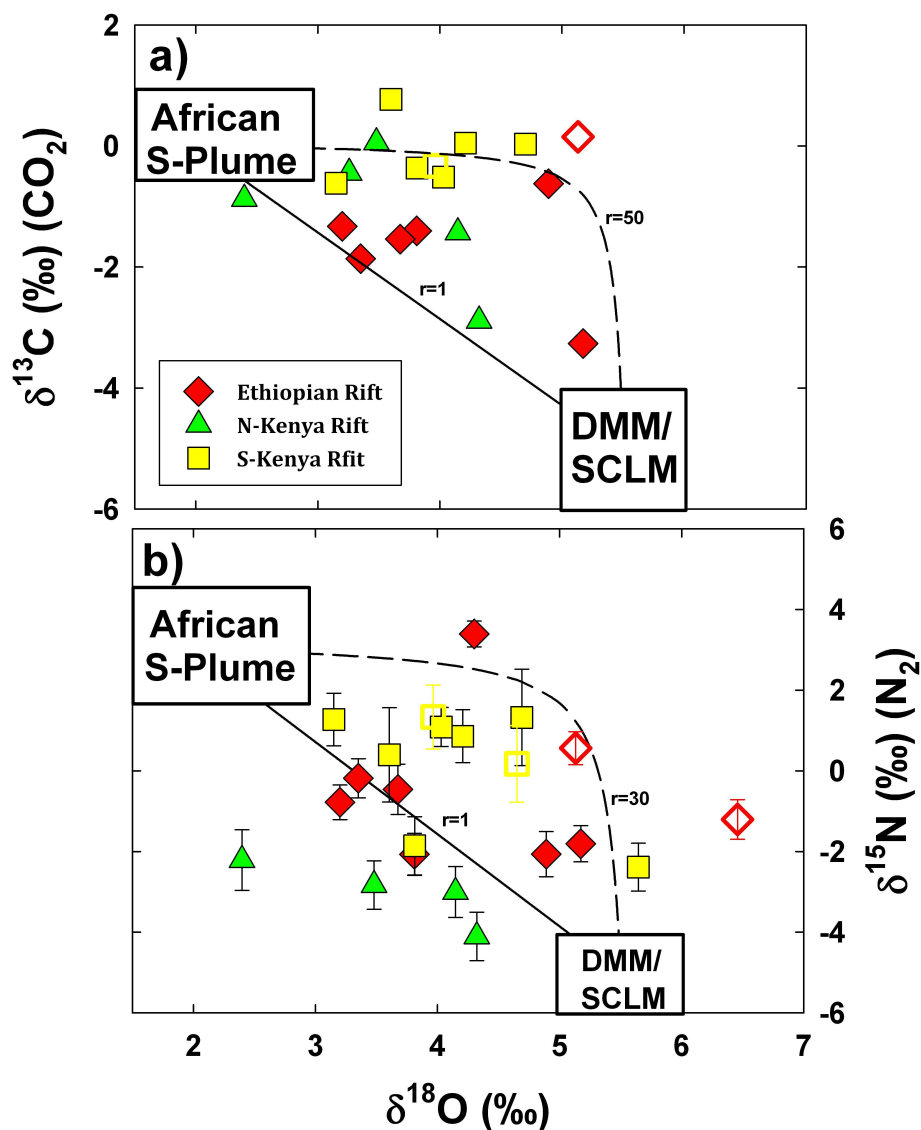 a)
African
S-Plume
r=50
r=1
DMM/
SCLM
Ethiopian Rift
N-Kenya Rift
S-Kenya Rfit
2
0
-2
-4
-6
δ¹³C (‰) (CO₂)
b)
African
S-Plume
r=30
r=1
DMM/
SCLM
6
4
2
0
-2
-4
-6
δ¹⁵N (‰) (N₂)
2 3 4 5 6 7
δ¹⁸O (‰)